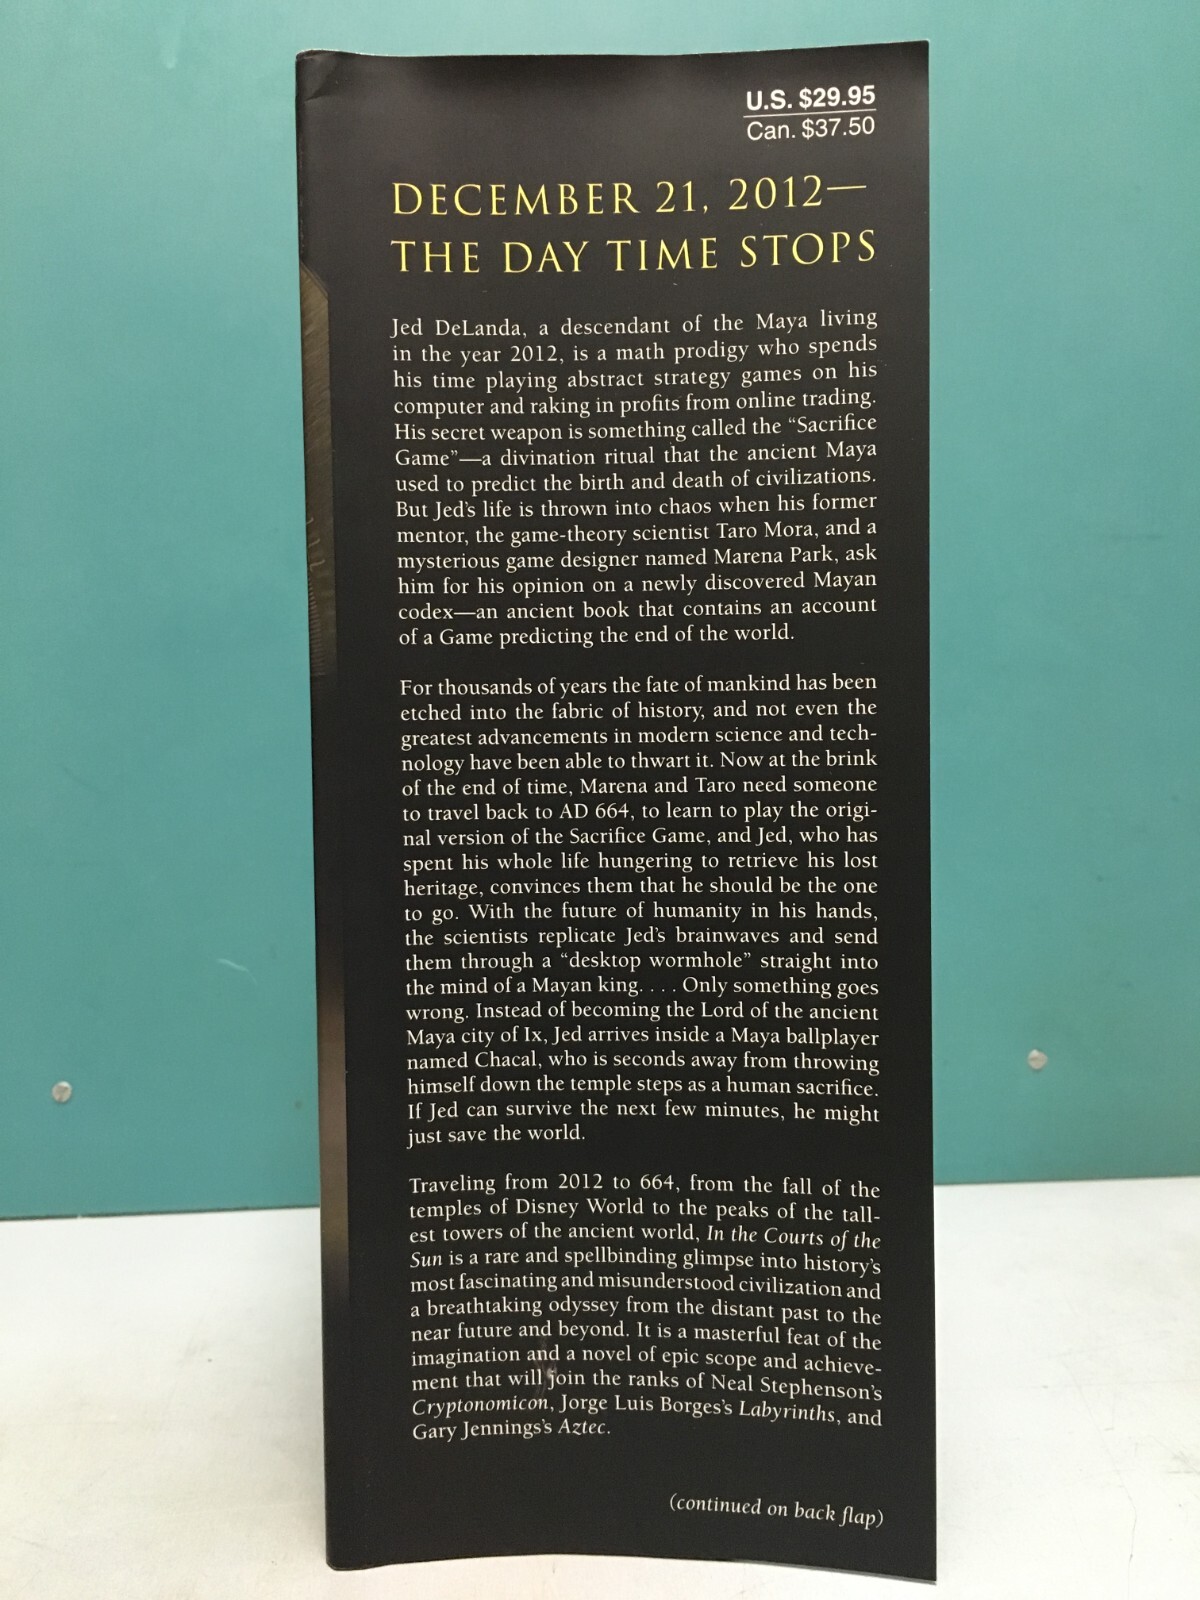 U.S. $29.95
Can. $37.50
DECEMBER 21, 2012—
THE DAY TIME STOPS
Jed DeLanda, a descendant of the Maya living
in the year 2012, is a math prodigy who spends
his time playing abstract strategy games on his
computer and raking in profits from online trading.
His secret weapon is something called the “Sacrifice
Game”—a divination ritual that the ancient Maya
used to predict the birth and death of civilizations.
But Jed’s life is thrown into chaos when his former
mentor, the game-theory scientist Taro Mora, and a
mysterious game designer named Marena Park, ask
him for his opinion on a newly discovered Mayan
codex—an ancient book that contains an account
of a Game predicting the end of the world.
For thousands of years the fate of mankind has been
etched into the fabric of history, and not even the
greatest advancements in modern science and tech-
nology have been able to thwart it. Now at the brink
of the end of time, Marena and Taro need someone
to travel back to AD 664, to learn to play the origi-
nal version of the Sacrifice Game, and Jed, who has
spent his whole life hungering to retrieve his lost
heritage, convinces them that he should be the one
to go. With the future of humanity in his hands,
the scientists replicate Jed’s brainwaves and send
them through a “desktop wormhole” straight into
the mind of a Mayan king. . . . Only something goes
wrong. Instead of becoming the Lord of the ancient
Maya city of Ix, Jed arrives inside a Maya ballplayer
named Chacal, who is seconds away from throwing
himself down the temple steps as a human sacrifice.
If Jed can survive the next few minutes, he might
just save the world.
Traveling from 2012 to 664, from the fall of the
temples of Disney World to the peaks of the tall-
est towers of the ancient world, In the Courts of the
Sun is a rare and spellbinding glimpse into history’s
most fascinating and misunderstood civilization and
a breathtaking odyssey from the distant past to the
near future and beyond. It is a masterful feat of the
imagination and a novel of epic scope and achieve-
ment that will join the ranks of Neal Stephenson’s
Cryptonomicon, Jorge Luis Borges’s Labyrinths, and
Gary Jennings’s Aztec.
(continued on back flap)